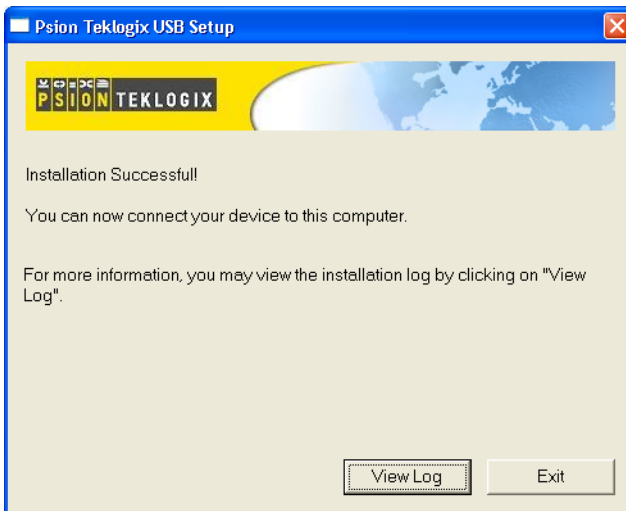 Psion Teklogix USB Setup
PSION TEKLOGIX
Installation Successful!
You can now connect your device to this computer.
For more information, you may view the installation log by clicking on "View
Log".
View Log
Exit